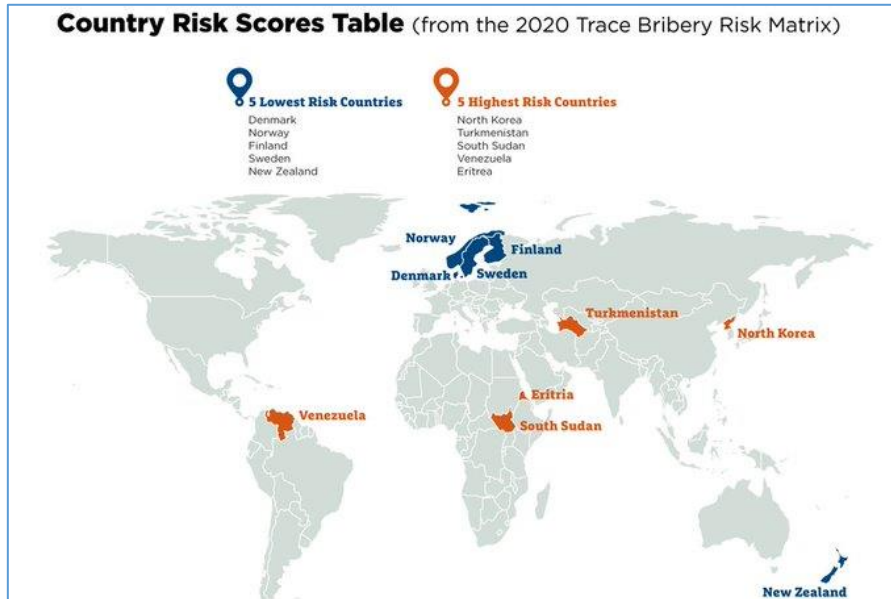 Country Risk Scores Table (from the 2020 Trace Bribery Risk Matrix)
5 Lowest Risk Countries
Denmark
Norway
Finland
Sweden
New Zealand
5 Highest Risk Countries
North Korea
Turkmenistan
South Sudan
Venezuela
Eritrea
Norway
Finland
Denmark
Sweden
Turkmenistan
North Korea
Eritria
Venezuela
South Sudan
New Zealand